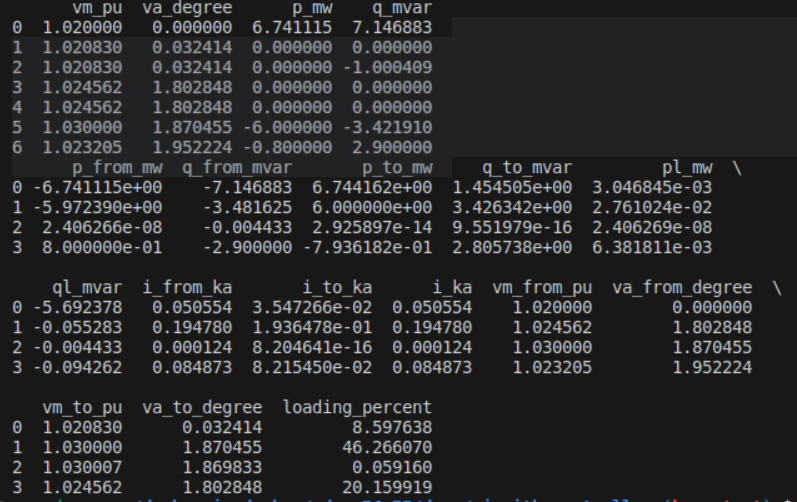 vm_pu va_degree p_mw q_mvar
0 1.020000 0.000000 6.741115 7.146883
1 1.020830 0.032414 0.000000 0.000000
2 1.020830 0.032414 0.000000 -1.000409
3 1.024562 1.802848 0.000000 0.000000
4 1.024562 1.802848 0.000000 0.000000
5 1.030000 1.870455 -6.000000 -3.421910
6 1.023205 1.952224 -0.800000 2.900000
p_from_mw q_from_mvar p_to_mw q_to_mvar pl_mw \
0 -6.741115e+00 -7.146883 6.744162e+00 1.454505e+00 3.046845e-03
1 -5.972390e+00 -3.481625 6.000000e+00 3.426342e+00 2.761024e-02
2 2.406266e-08 -0.004433 2.925897e-14 9.551979e-16 2.406269e-08
3 8.000000e-01 -2.900000 -7.936182e-01 2.805738e+00 6.381811e-03
ql_mvar i_from_ka i_to_ka i_ka vm_from_pu va_from_degree \
0 -5.692378 0.050554 3.547266e-02 0.050554 1.020000 0.000000
1 -0.055283 0.194780 1.936478e-01 0.194780 1.024562 1.802848
2 -0.004433 0.000124 8.204641e-16 0.000124 1.030000 1.870455
3 -0.094262 0.084873 8.215450e-02 0.084873 1.023205 1.952224
vm_to_pu va_to_degree loading_percent
0 1.020830 0.032414 8.597638
1 1.030000 1.870455 46.266070
2 1.030007 1.869833 0.059160
3 1.024562 1.802848 20.159919